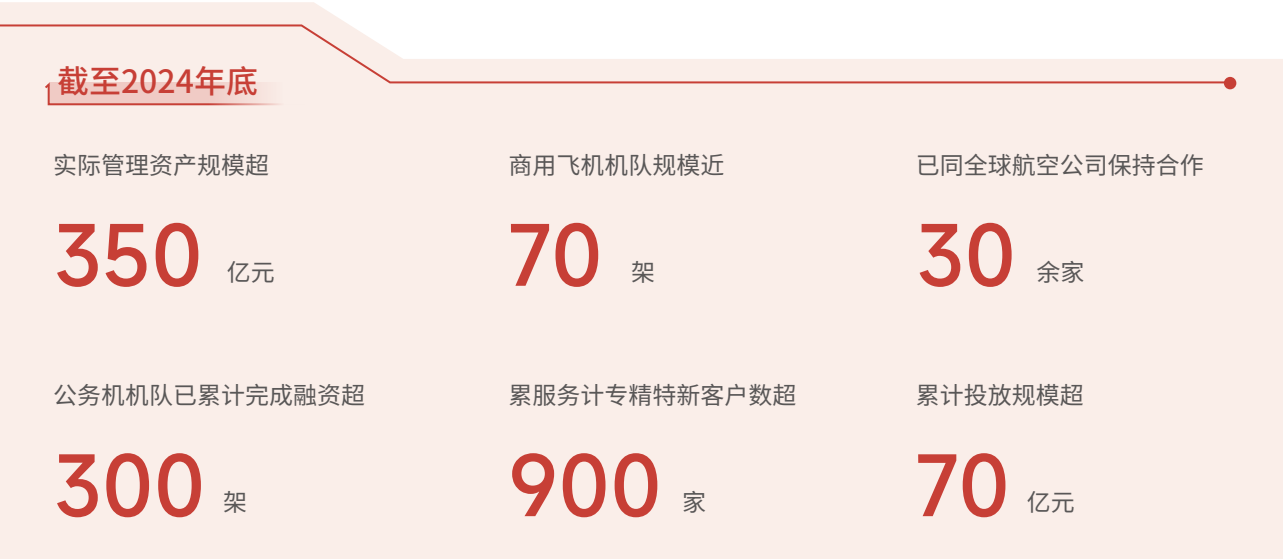 截至2024年底
实际管理资产规模超
350 亿元
商用飞机机队规模近
70 架
已同全球航空公司保持合作
30 余家
公务机机队已累计完成融资超
300 架
累服务计专精特新客户数超
900 家
累计投放规模超
70 亿元